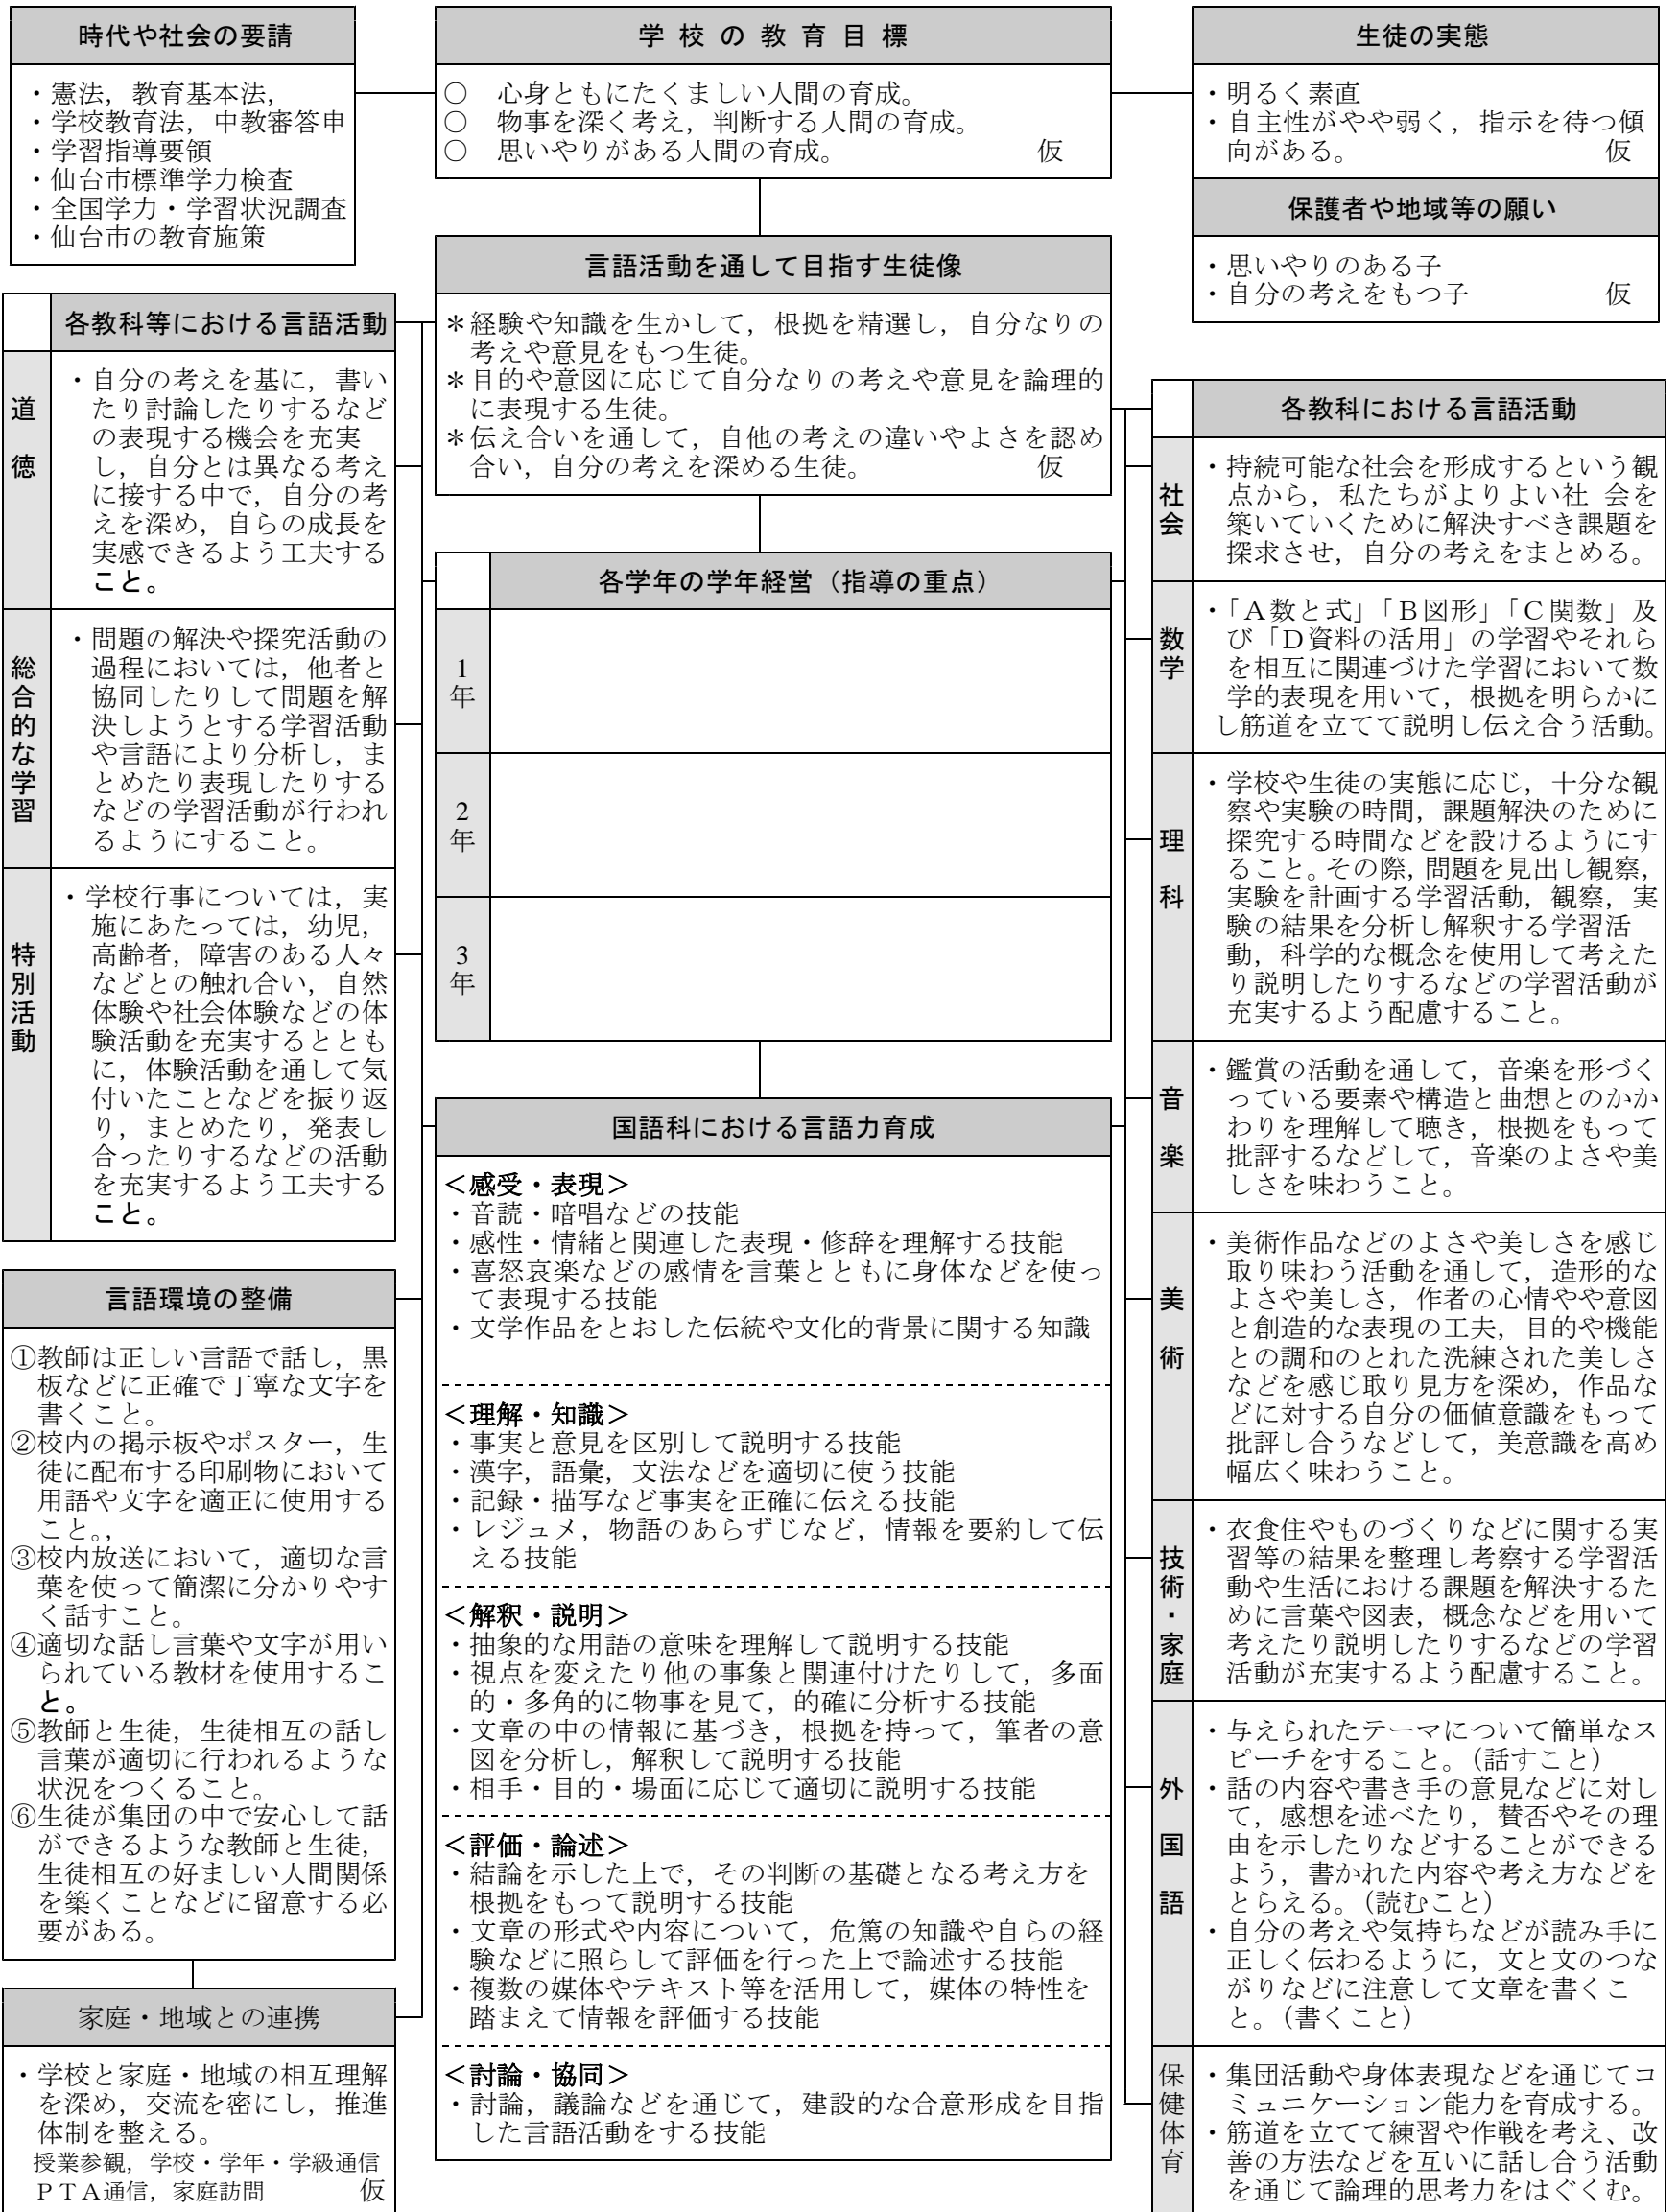 時代や社会の要請
・憲法，教育基本法，
・学校教育法，中教審答申
・学習指導要領
・仙台市標準学力検査
・全国学力・学習状況調査
・仙台市の教育施策
学校の教育目標
○　心身ともにたくましい人間の育成。
○　物事を深く考え，判断する人間の育成。
○　思いやりがある人間の育成。　仮
生徒の実態
・明るく素直
・自主性がやや弱く，指示を待つ傾
向がある。　仮
保護者や地域等の願い
・思いやりのある子
・自分の考えをもつ子　仮
言語活動を通して目指す生徒像
＊経験や知識を生かして，根拠を精選し，自分なりの
考えや意見をもつ生徒。
＊目的や意図に応じて自分なりの考えや意見を論理的
に表現する生徒。
＊伝え合いを通して，自他の考えの違いやよさを認め
合い，自分の考えを深める生徒。　仮
各教科等における言語活動
道徳
・自分の考えを基に，書い
たり討論したりするなど
の表現する機会を充実
し，自分とは異なる考え
に接する中で，自分の考
えを深め，自らの成長を
実感できるよう工夫する
こと。
総合的な学習
・問題の解決や探究活動の
過程においては，他者と
協同したりして問題を解
決しようとする学習活動
や言語により分析し，ま
とめたり表現したりする
などの学習活動が行われ
るようにすること。
特別活動
・学校行事については，実
施にあたっては，幼児，
高齢者，障害のある人々
などとの触れ合い，自然
体験や社会体験などの体
験活動を充実するととも
に，体験活動を通して気
付いたことなどを振り返
り，まとめたり，発表し
合ったりするなどの活動
を充実するよう工夫する
こと。
言語環境の整備
①教師は正しい言語で話し，黒
板などに正確で丁寧な文字を
書くこと。
②校内の掲示板やポスター，生
徒に配布する印刷物において
用語や文字を適正に使用する
こと。，
③校内放送において，適切な言
葉を使って簡潔に分かりやす
く話すこと。
④適切な話し言葉や文字が用い
られている教材を使用するこ
と。
⑤教師と生徒，生徒相互の話し
言葉が適切に行われるような
状況をつくること。
⑥生徒が集団の中で安心して話
ができるような教師と生徒，
生徒相互の好ましい人間関係
を築くことなどに留意する必
要がある。
家庭・地域との連携
・学校と家庭・地域の相互理解
を深め，交流を密にし，推進
体制を整える。
授業参観，学校・学年・学級通信
ＰＴＡ通信，家庭訪問　仮
各学年の学年経営（指導の重点）
1年
2年
3年
国語科における言語力育成
＜感受・表現＞
・音読・暗唱などの技能
・感性・情緒と関連した表現・修辞を理解する技能
・喜怒哀楽などの感情を言葉とともに身体などを使っ
て表現する技能
・文学作品をとおした伝統や文化的背景に関する知識
＜理解・知識＞
・事実と意見を区別して説明する技能
・漢字，語彙，文法などを適切に使う技能
・記録・描写など事実を正確に伝える技能
・レジュメ，物語のあらずじなど，情報を要約して伝
える技能
＜解釈・説明＞
・抽象的な用語の意味を理解して説明する技能
・視点を変えたり他の事象と関連付けたりして，多面
的・多角的に物事を見て，的確に分析する技能
・文章の中の情報に基づき，根拠を持って，筆者の意
図を分析し，解釈して説明する技能
・相手・目的・場面に応じて適切に説明する技能
＜評価・論述＞
・結論を示した上で，その判断の基礎となる考え方を
根拠をもって説明する技能
・文章の形式や内容について，危篤の知識や自らの経
験などに照らして評価を行った上で論述する技能
・複数の媒体やテキスト等を活用して，媒体の特性を
踏まえて情報を評価する技能
＜討論・協同＞
・討論，議論などを通じて，建設的な合意形成を目指
した言語活動をする技能
各教科における言語活動
社会
・持続可能な社会を形成するという観
点から，私たちがよりよい社 会を
築いていくために解決すべき課題を
探求させ，自分の考えをまとめる。
数学
・「Ａ数と式」「Ｂ図形」「Ｃ関数」及
び「Ｄ資料の活用」の学習やそれら
を相互に関連づけた学習において数
学的表現を用いて，根拠を明らかに
し筋道を立てて説明し伝え合う活動。
理科
・学校や生徒の実態に応じ，十分な観
察や実験の時間，課題解決のために
探究する時間などを設けるようにす
ること。その際，問題を見出し観察，
実験を計画する学習活動，観察，実
験の結果を分析し解釈する学習活
動，科学的な概念を使用して考えた
り説明したりするなどの学習活動が
充実するよう配慮すること。
音楽
・鑑賞の活動を通して，音楽を形づく
っている要素や構造と曲想とのかか
わりを理解して聴き，根拠をもって
批評するなどして，音楽のよさや美
しさを味わうこと。
美術
・美術作品などのよさや美しさを感じ
取り味わう活動を通して，造形的な
よさや美しさ，作者の心情やや意図
と創造的な表現の工夫，目的や機能
との調和のとれた洗練された美しさ
などを感じ取り見方を深め，作品な
どに対する自分の価値意識をもって
批評し合うなどして，美意識を高め
幅広く味わうこと。
技術・家庭
・衣食住やものづくりなどに関する実
習等の結果を整理し考察する学習活
動や生活における課題を解決するた
めに言葉や図表，概念などを用いて
考えたり説明したりするなどの学習
活動が充実するよう配慮すること。
外国語
・与えられたテーマについて簡単なス
ピーチをすること。（話すこと）
・話の内容や書き手の意見などに対し
て，感想を述べたり，賛否やその理
由を示したりなどすることができる
よう，書かれた内容や考え方などを
とらえる。（読むこと）
・自分の考えや気持ちなどが読み手に
正しく伝わるように，文と文のつな
がりなどに注意して文章を書くこ
と。（書くこと）
保健体育
・集団活動や身体表現などを通じてコ
ミュニケーション能力を育成する。
・筋道を立てて練習や作戦を考え、改
善の方法などを互いに話し合う活動
を通じて論理的思考力をはぐくむ。